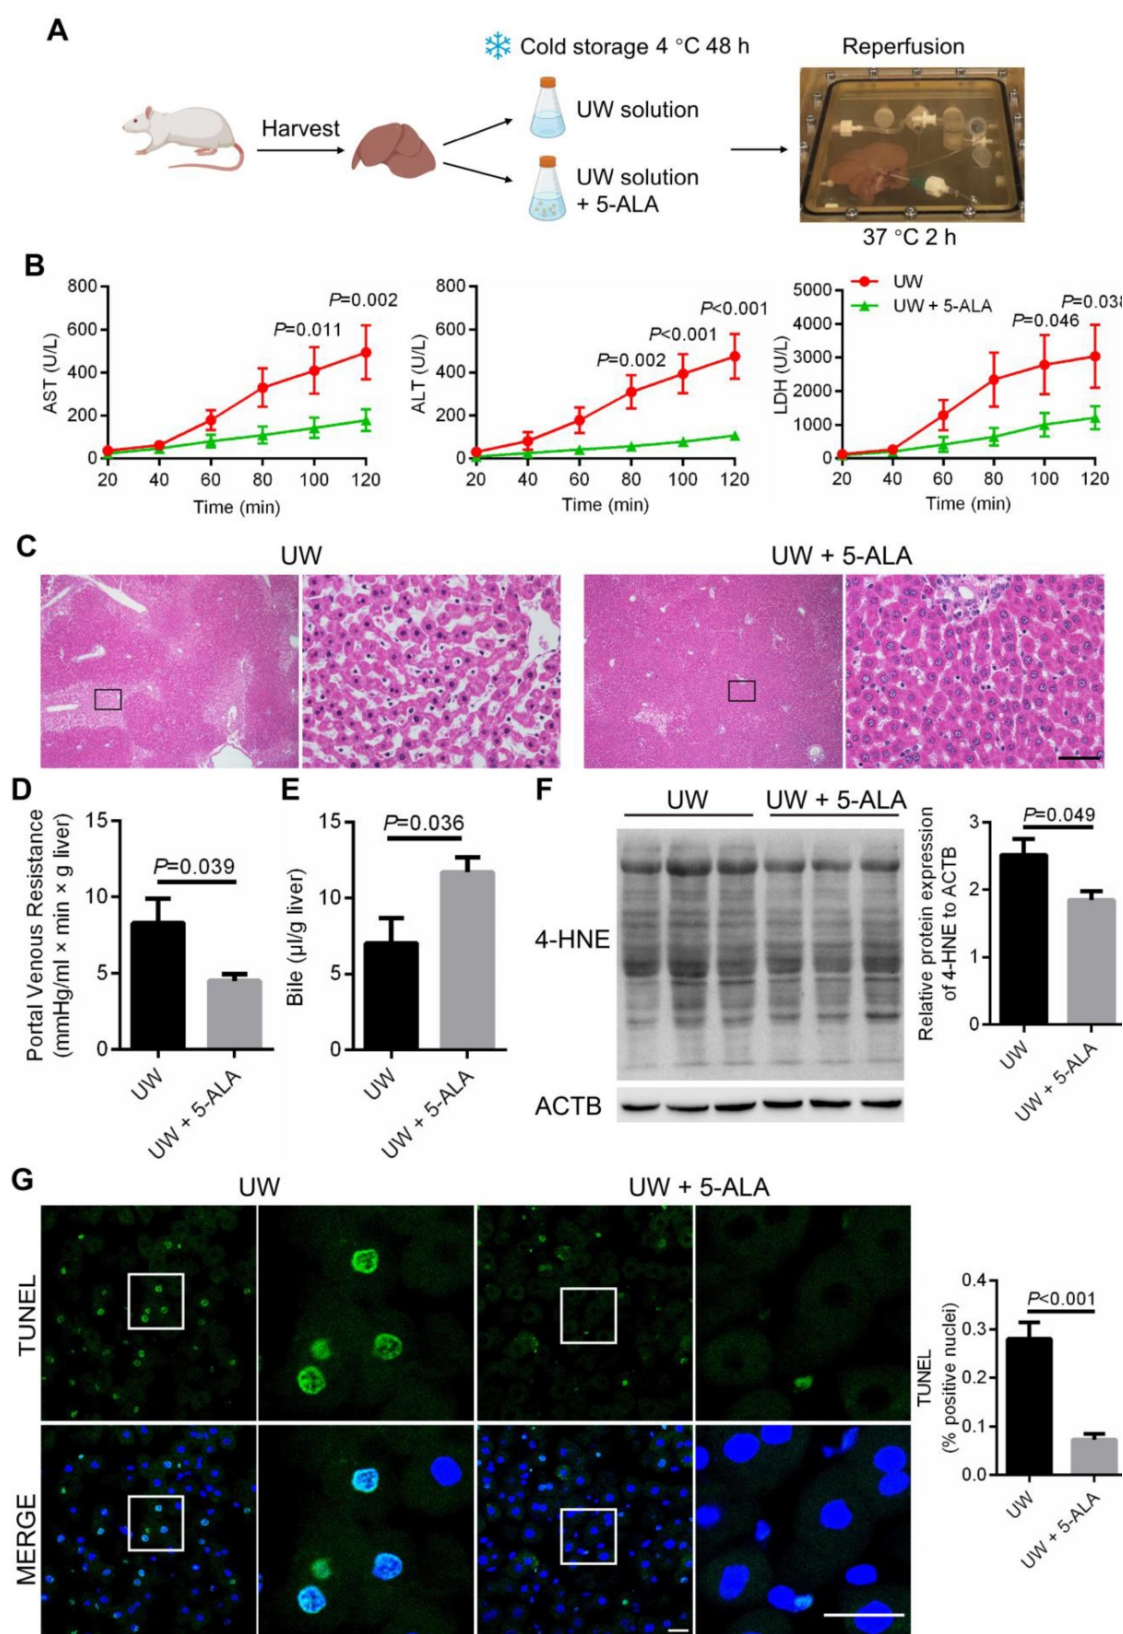 A
Cold storage 4 °C 48 h
Reperfusion
Harvest
UW solution
UW solution
+ 5-ALA
37 °C 2 h
B
800
600
400
200
0
AST (U/L)
P=0.011
P=0.002
20 40 60 80 100 120
Time (min)
800
600
400
200
0
ALT (U/L)
P=0.002
P<0.001
P<0.001
20 40 60 80 100 120
Time (min)
UW
UW + 5-ALA
5000
4000
3000
2000
1000
0
LDH (U/L)
P=0.046
P=0.038
20 40 60 80 100 120
Time (min)
C
UW
UW + 5-ALA
D
Portal Venous Resistance
(mmHg/ml × min × g liver)
15
10
5
0
P=0.039
UW
UW + 5-ALA
E
Bile (µl/g liver)
15
10
5
0
P=0.036
UW
UW + 5-ALA
F
UW
UW + 5-ALA
4-HNE
ACTB
Relative protein expression
of 4-HNE to ACTB
3
2
1
0
P=0.049
UW
UW + 5-ALA
G
UW
UW + 5-ALA
TUNEL
MERGE
TUNEL
(% positive nuclei)
0.4
0.3
0.2
0.1
0.0
P<0.001
UW
UW + 5-ALA